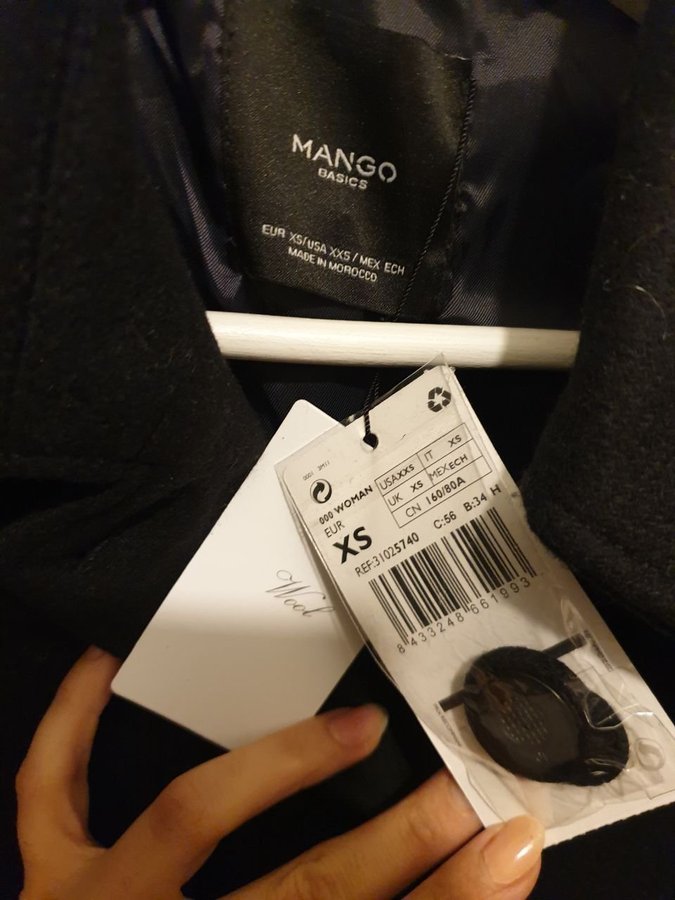 MANGO
BASICS
EUR XS/USA XXS / MEX ECH
MADE IN MOROCCO
000 WOMAN
EUR
XS
USA XXS
IT XS
UK XS
MEX ECH
CN 160/80A
REF:31025740
C:56 B:34 H
8 433248 661993
Wool